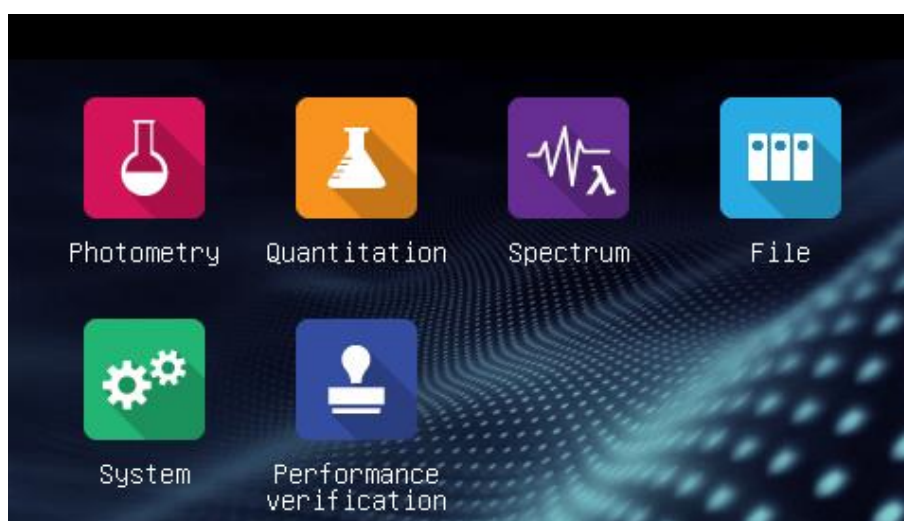 Photometry
Quantitation
Spectrum
File
System
Performance
verification
λ